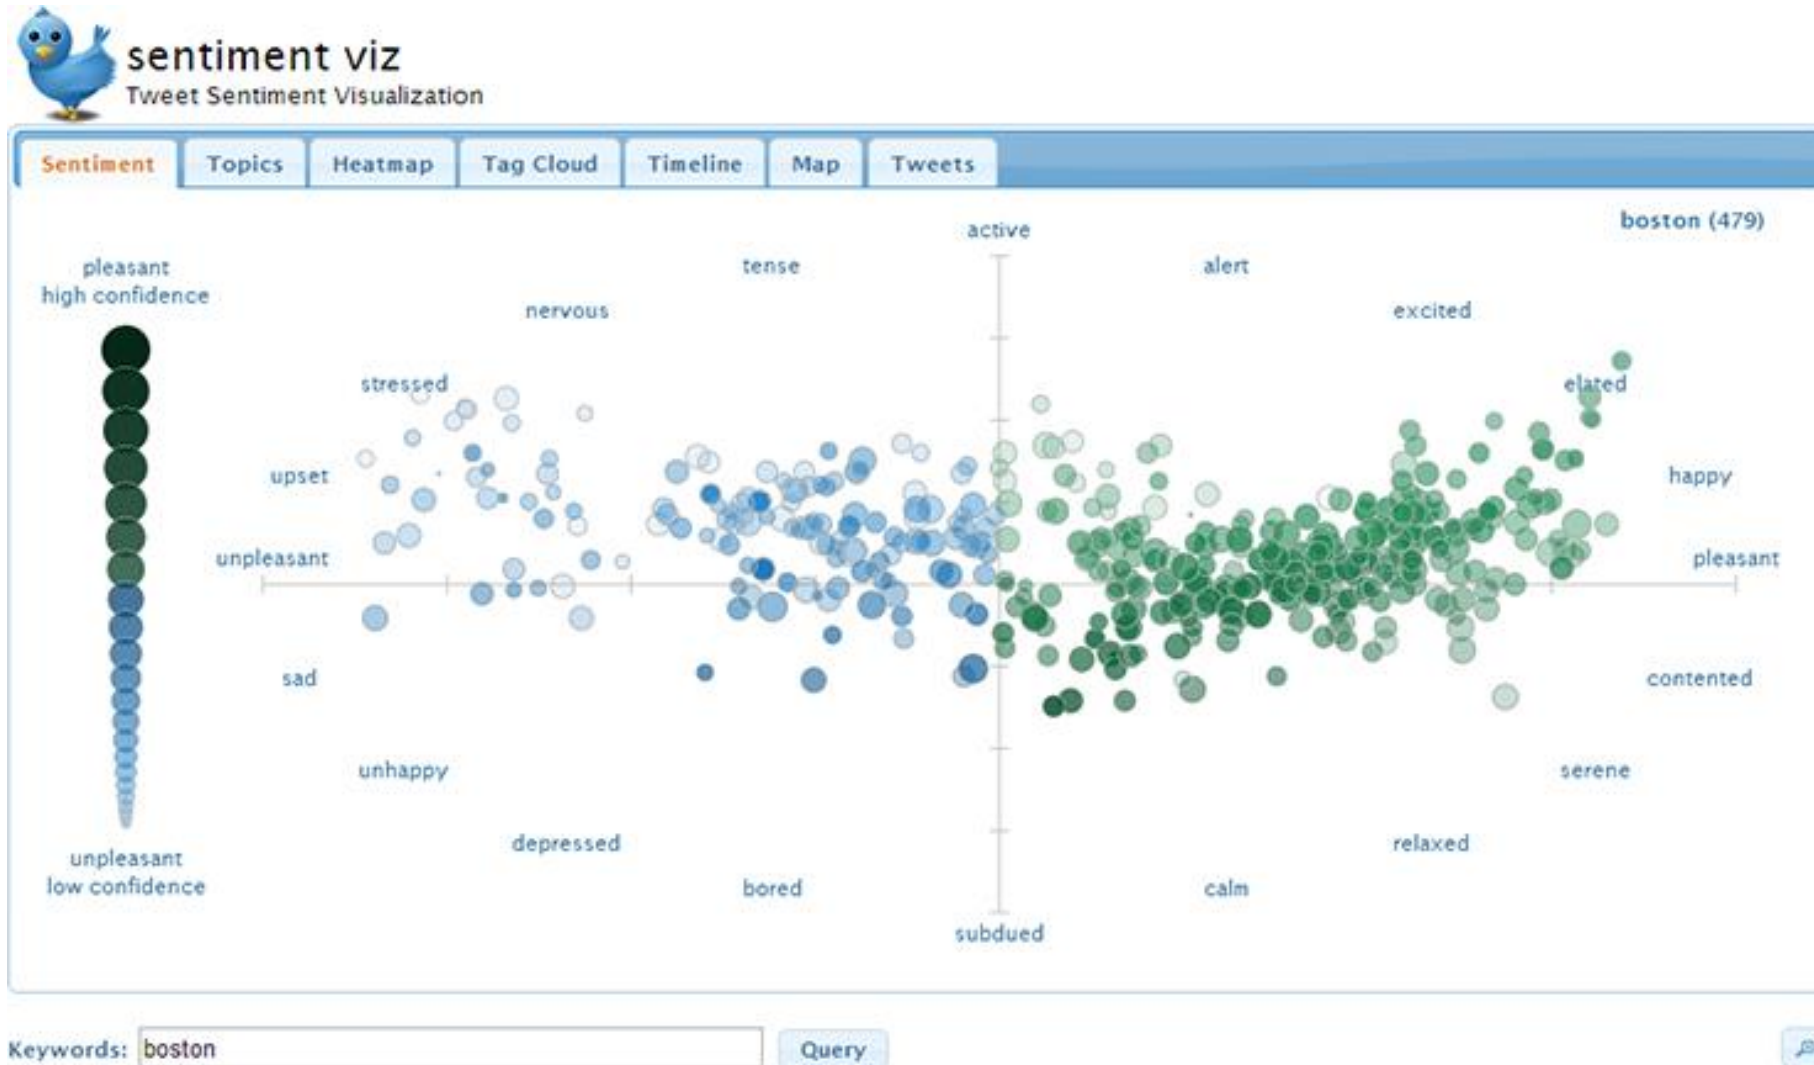 sentiment viz
Tweet Sentiment Visualization
Sentiment Topics Heatmap Tag Cloud Timeline Map Tweets
boston (479)
active
tense
alert
pleasant
high confidence
nervous
excited
stressed
elated
upset
happy
unpleasant
pleasant
sad
contented
unhappy
serene
depressed
relaxed
unpleasant
low confidence
bored
calm
subdued
Keywords: boston Query